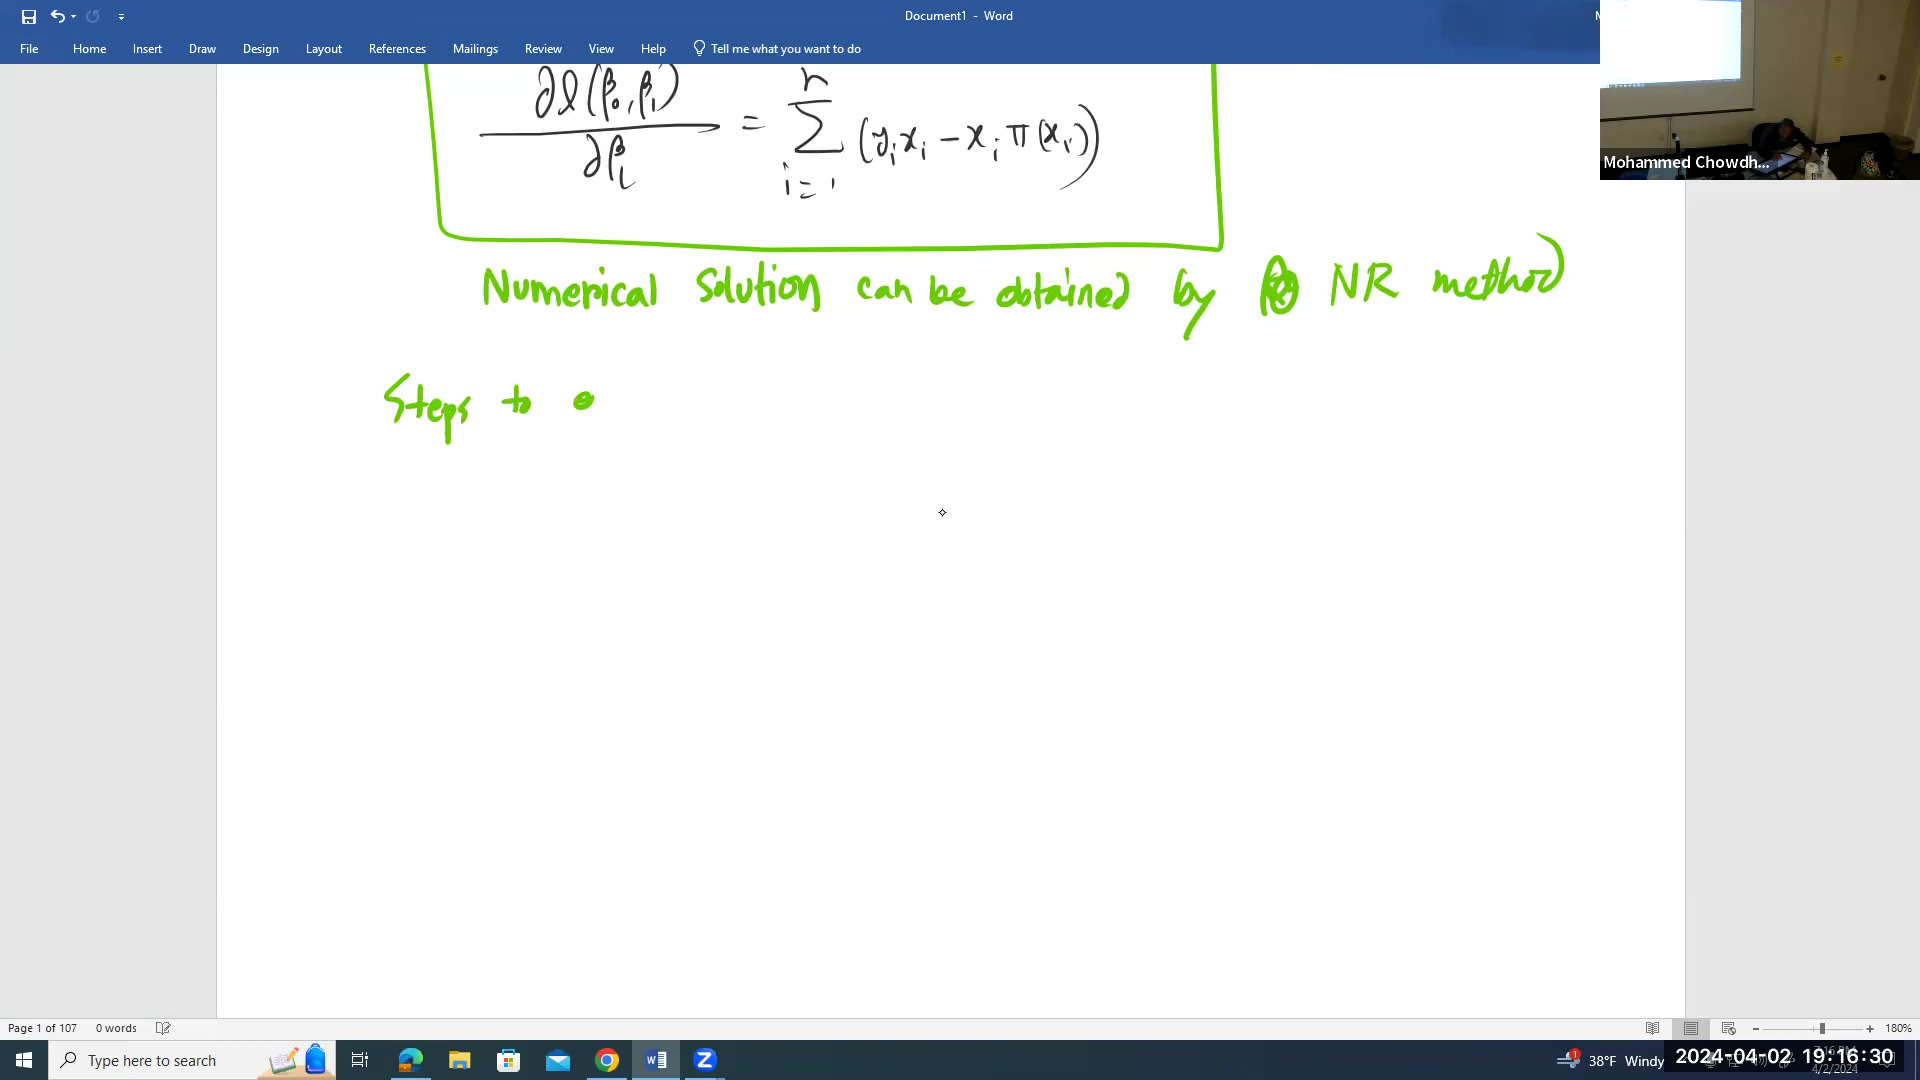 Document1 - Word
File Home Insert Draw Design Layout References Mailings Review View Help Tell me what you want to do
Mohammed Chowdh...
∂l(β₀,β₁)
/ ∂β₁ = n Σ i=1 (yᵢxᵢ − xᵢπ(xᵢ))
Numerical Solution can be obtained by NR method
Steps to
Page 1 of 107 0 words 180%
Type here to search 38°F Windy 2024-04-02 19:16:30
4/2/2024